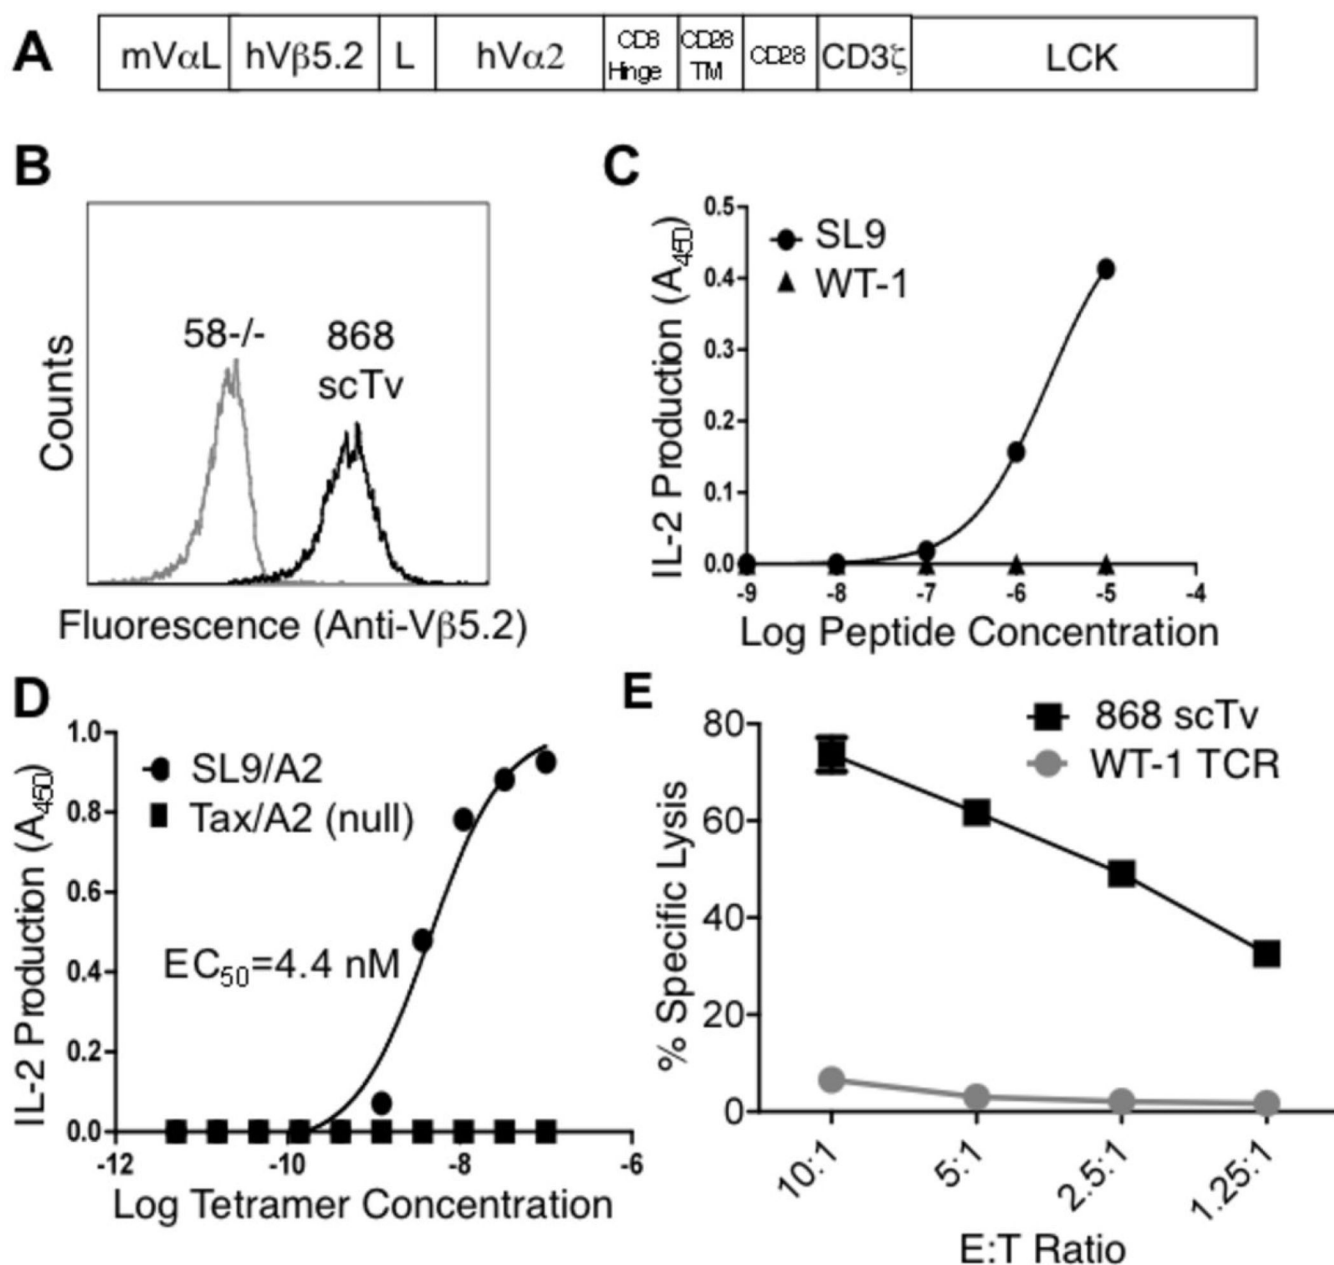 A
mVαL hVβ5.2 L hVα2 CD8 Hinge CD28 TM CD28 CD3ζ LCK
B
58-/- 868
scTv
Counts
Fluorescence (Anti-Vβ5.2)
C
SL9
WT-1
IL-2 Production (A450)
0.5
0.4
0.3
0.2
0.1
0.0
-9 -8 -7 -6 -5 -4
Log Peptide Concentration
D
SL9/A2
Tax/A2 (null)
EC50=4.4 nM
IL-2 Production (A450)
1.0
0.8
0.6
0.4
0.2
0.0
-12 -10 -8 -6
Log Tetramer Concentration
E
868 scTv
WT-1 TCR
% Specific Lysis
80
60
40
20
0
10:1 5:1 2.5:1 1.25:1
E:T Ratio